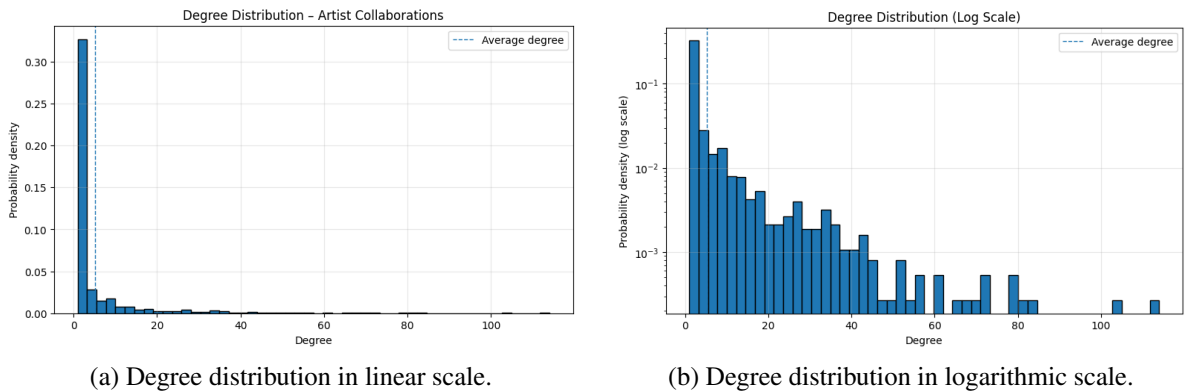 Degree Distribution – Artist Collaborations
Average degree
0.30
0.25
0.20
0.15
0.10
0.05
0.00
Probability density
0 20 40 60 80 100
Degree
(a) Degree distribution in linear scale.
Degree Distribution (Log Scale)
Average degree
10⁻¹
10⁻²
10⁻³
Probability density (log scale)
0 20 40 60 80 100
Degree
(b) Degree distribution in logarithmic scale.